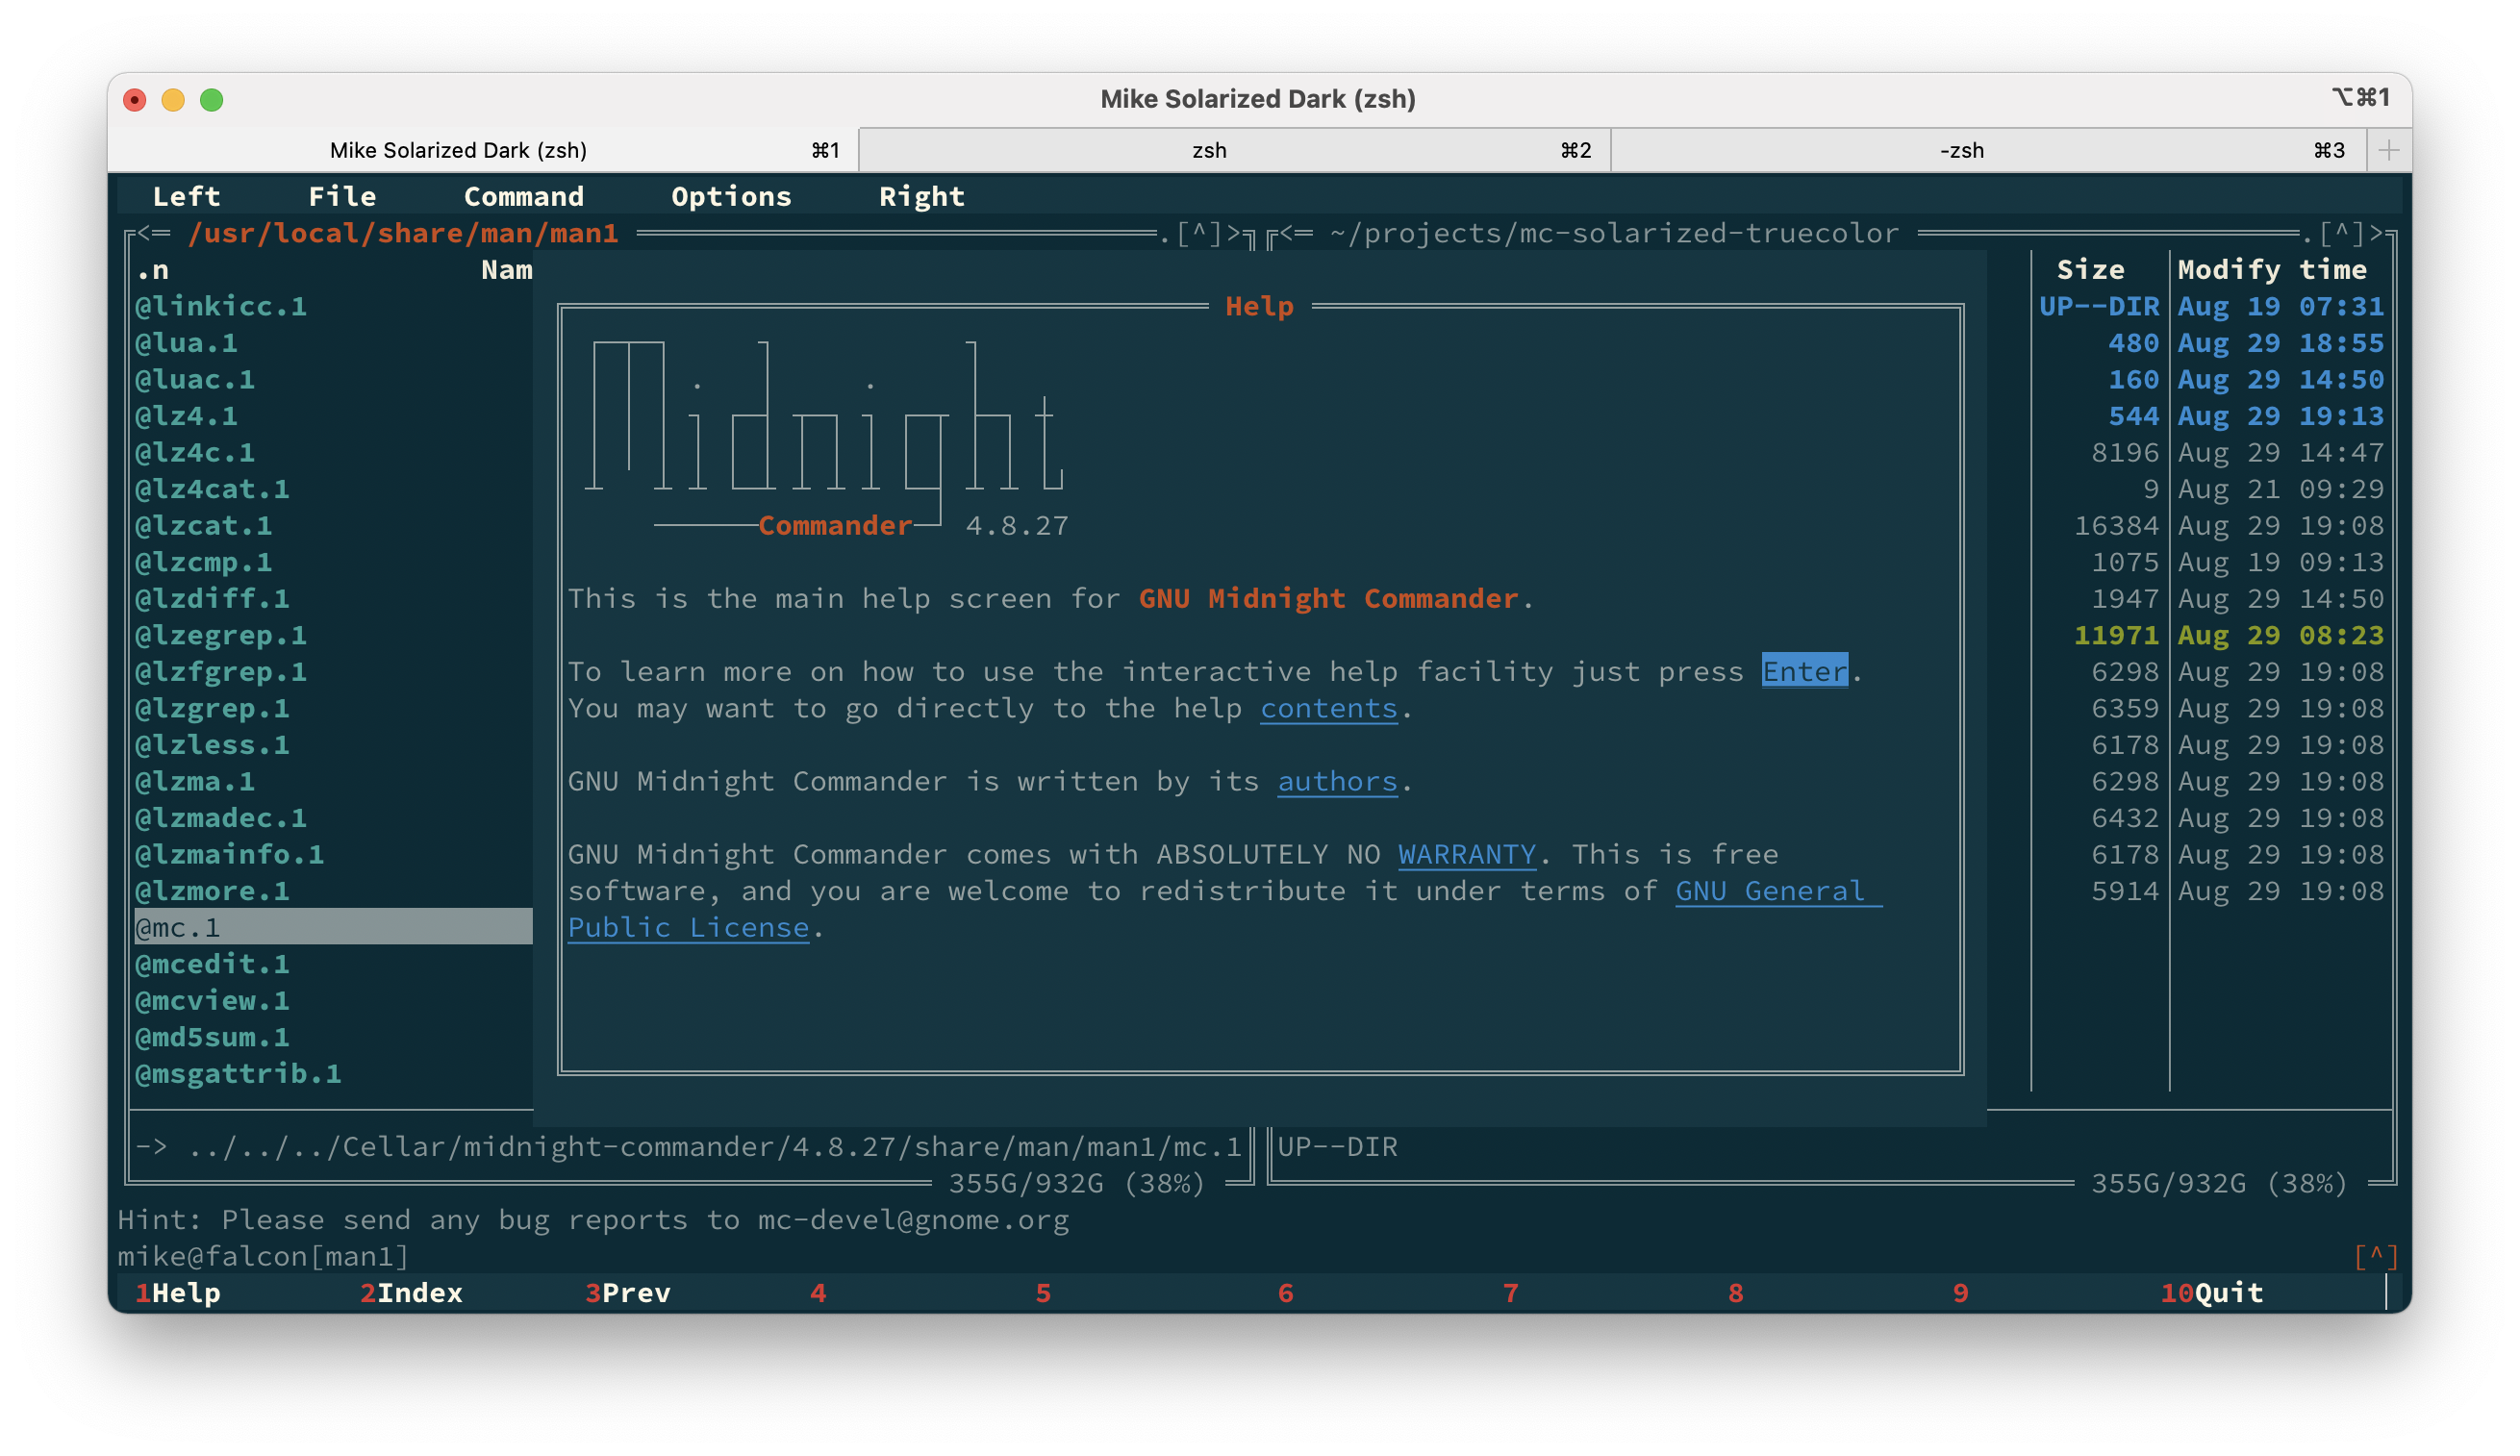 Mike Solarized Dark (zsh) ⌥⌘1
Mike Solarized Dark (zsh) ⌘1 zsh ⌘2 -zsh ⌘3 +
Left File Command Options Right
<= /usr/local/share/man/man1 .[^]> <= ~/projects/mc-solarized-truecolor .[^]>
.n Nam Size Modify time
@linkicc.1 Help UP--DIR Aug 19 07:31
@lua.1 480 Aug 29 18:55
@luac.1 160 Aug 29 14:50
@lz4.1 Midnight 544 Aug 29 19:13
@lz4c.1 8196 Aug 29 14:47
@lz4cat.1 9 Aug 21 09:29
@lzcat.1 Commander 4.8.27 16384 Aug 29 19:08
@lzcmp.1 1075 Aug 19 09:13
@lzdiff.1 This is the main help screen for GNU Midnight Commander. 1947 Aug 29 14:50
@lzegrep.1 11971 Aug 29 08:23
@lzfgrep.1 To learn more on how to use the interactive help facility just press Enter. 6298 Aug 29 19:08
@lzgrep.1 You may want to go directly to the help contents. 6359 Aug 29 19:08
@lzless.1 6178 Aug 29 19:08
@lzma.1 GNU Midnight Commander is written by its authors. 6298 Aug 29 19:08
@lzmadec.1 6432 Aug 29 19:08
@lzmainfo.1 GNU Midnight Commander comes with ABSOLUTELY NO WARRANTY. This is free 6178 Aug 29 19:08
@lzmore.1 software, and you are welcome to redistribute it under terms of GNU General 5914 Aug 29 19:08
@mc.1 Public License.
@mcedit.1
@mcview.1
@md5sum.1
@msgattrib.1
-> ../../../Cellar/midnight-commander/4.8.27/share/man/man1/mc.1 UP--DIR
355G/932G (38%) 355G/932G (38%)
Hint: Please send any bug reports to mc-devel@gnome.org
mike@falcon[man1] [^]
1Help 2Index 3Prev 4 5 6 7 8 9 10Quit